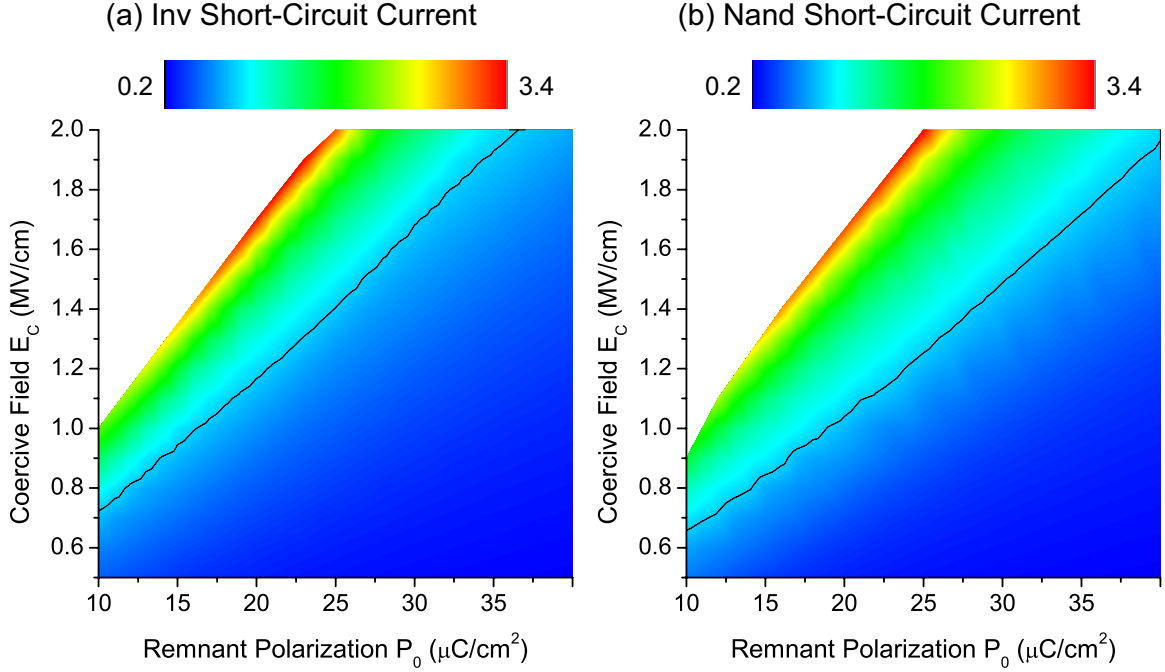 (a) Inv Short-Circuit Current
0.2
3.4
2.0
1.8
1.6
1.4
1.2
1.0
0.8
0.6
Coercive Field E_C (MV/cm)
10 15 20 25 30 35
Remnant Polarization P_0 (μC/cm²)
(b) Nand Short-Circuit Current
0.2
3.4
2.0
1.8
1.6
1.4
1.2
1.0
0.8
0.6
Coercive Field E_C (MV/cm)
10 15 20 25 30 35
Remnant Polarization P_0 (μC/cm²)